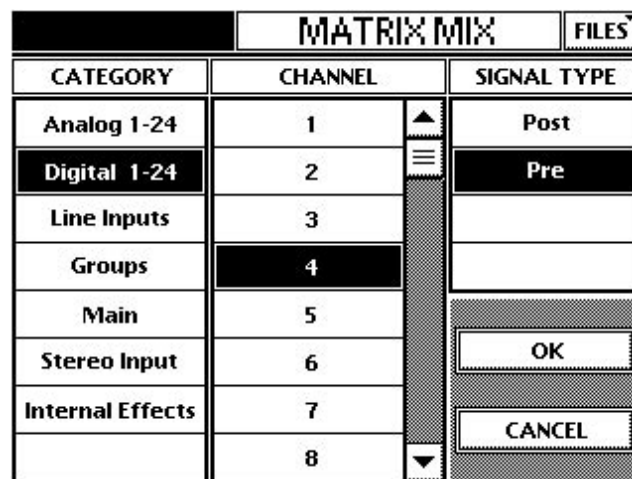 MATRIX MIX FILES
CATEGORY CHANNEL SIGNAL TYPE
Analog 1-24 1 Post
Digital 1-24 2 Pre
Line Inputs 3
Groups 4
Main 5
Stereo Input 6 OK
Internal Effects 7 CANCEL
8